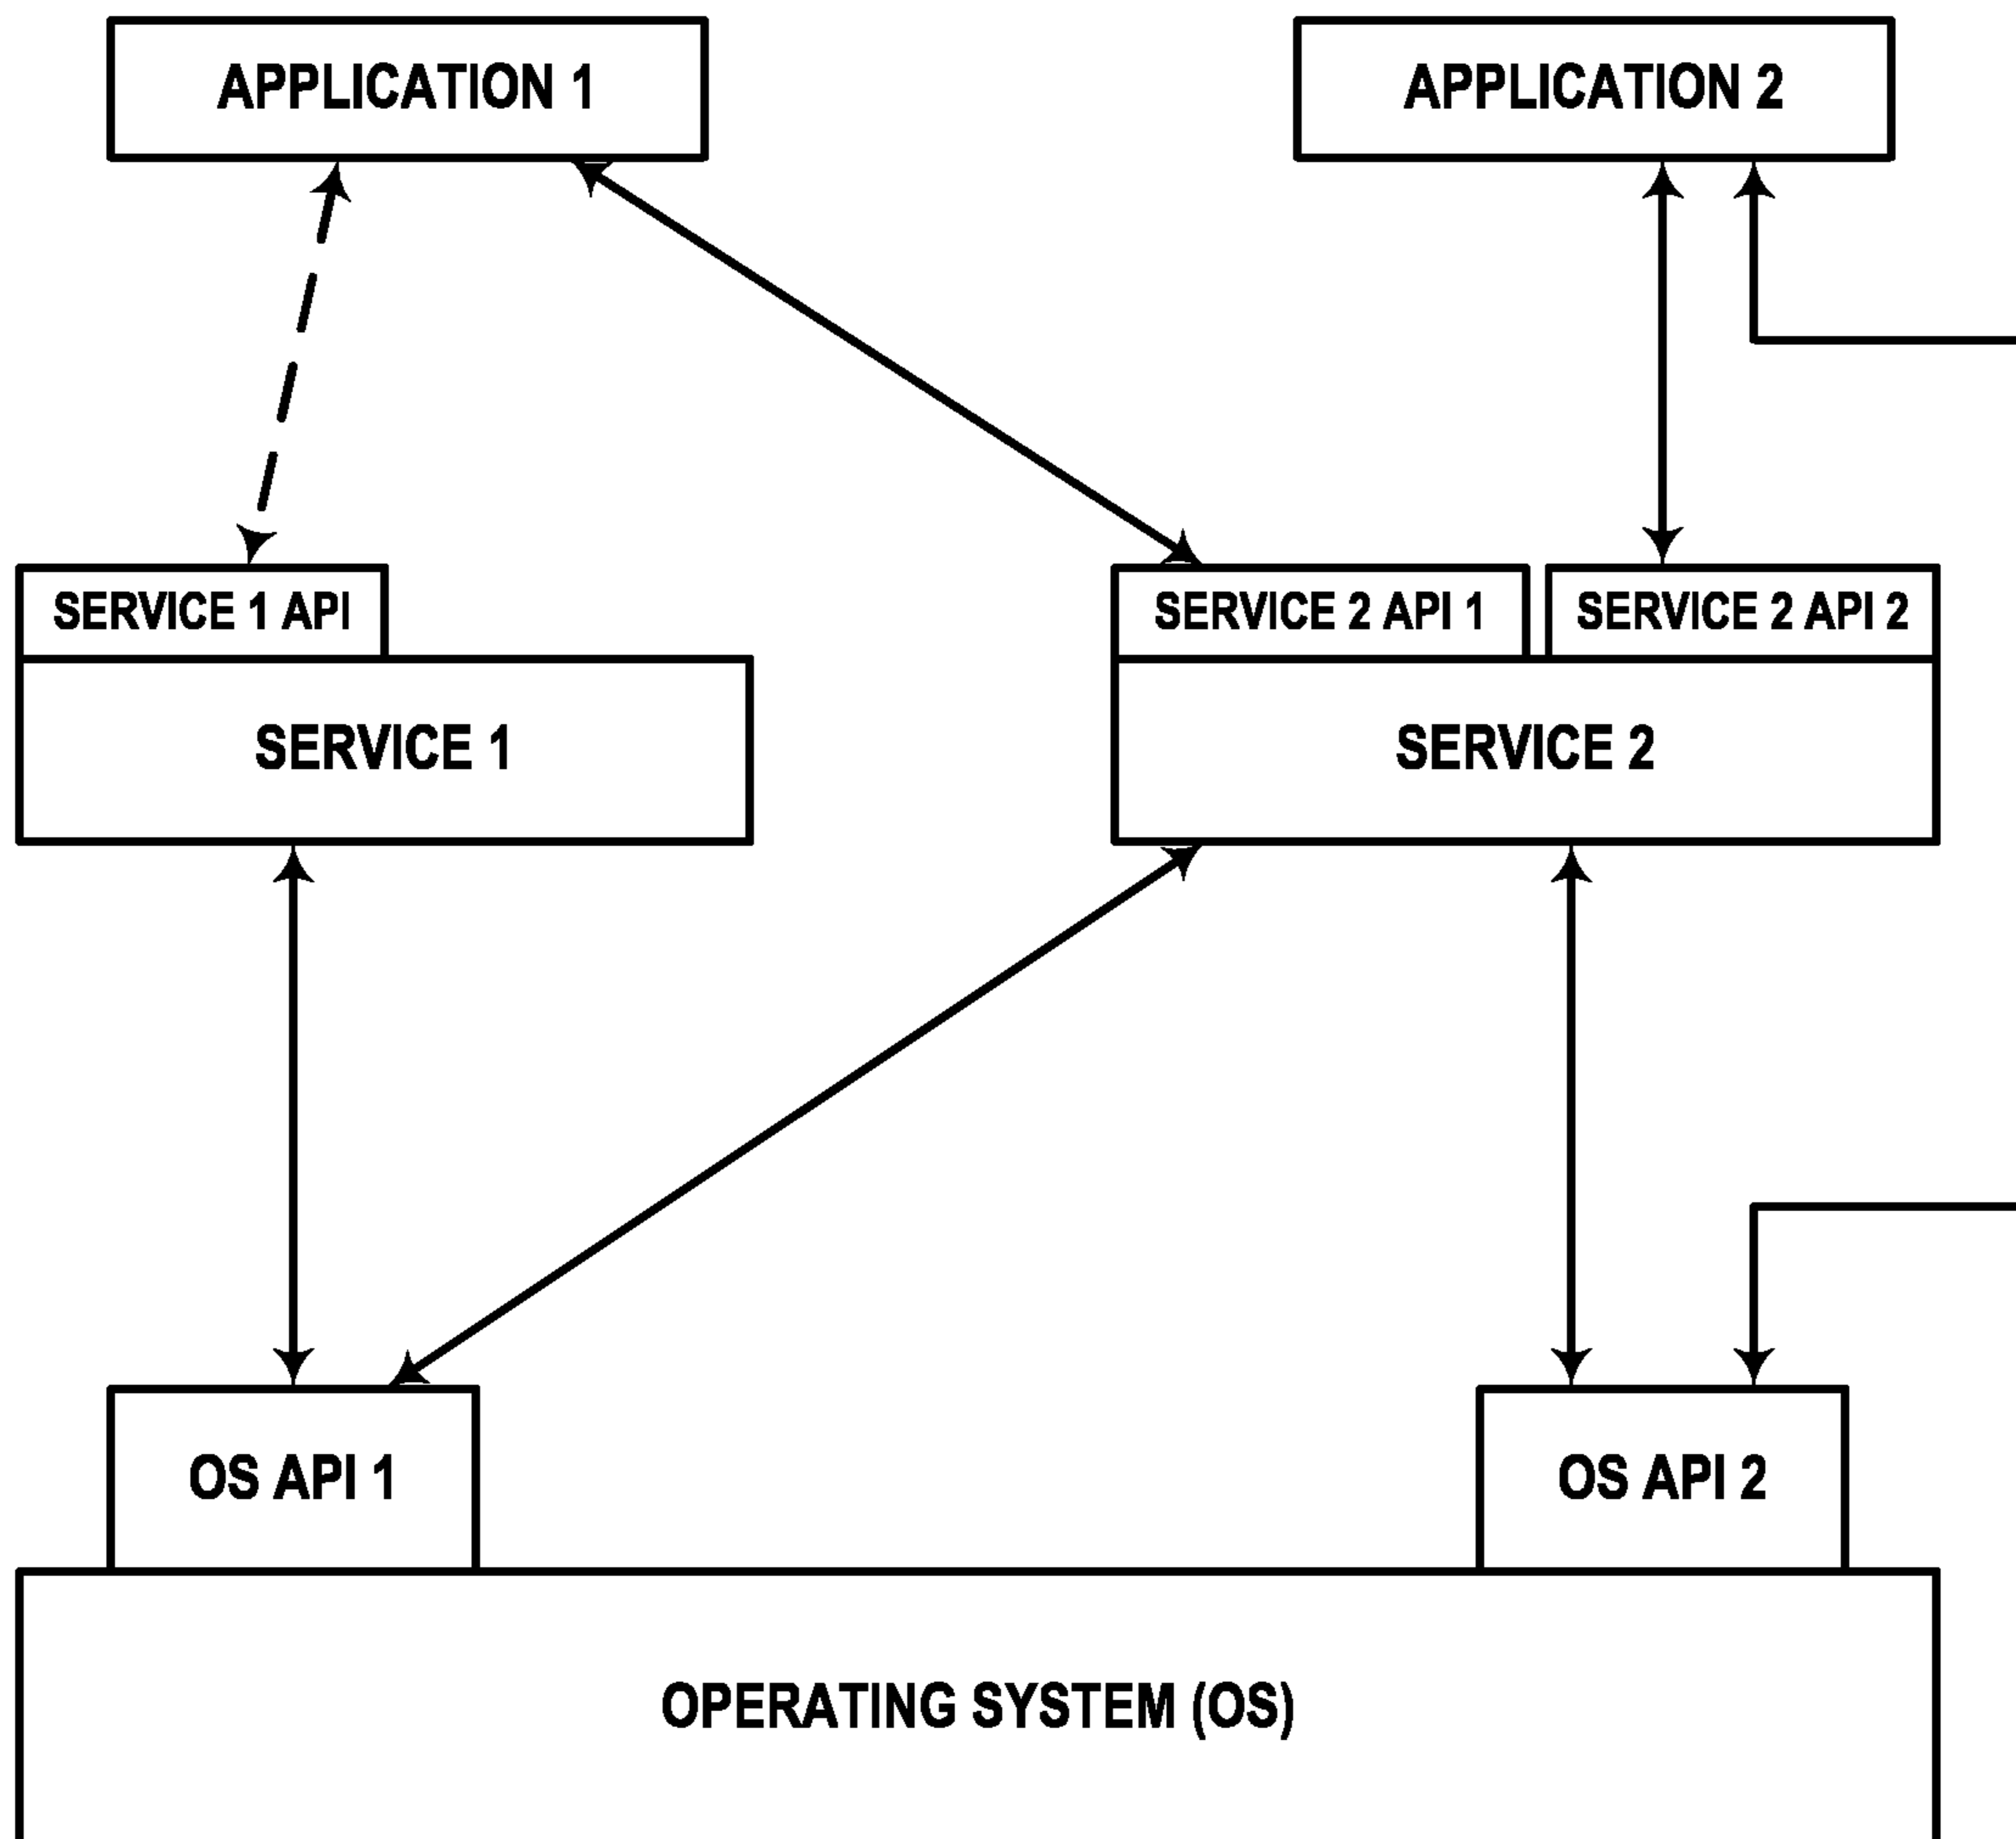 APPLICATION 1
APPLICATION 2
SERVICE 1 API
SERVICE 2 API 1
SERVICE 2 API 2
SERVICE 1
SERVICE 2
OS API 1
OS API 2
OPERATING SYSTEM (OS)